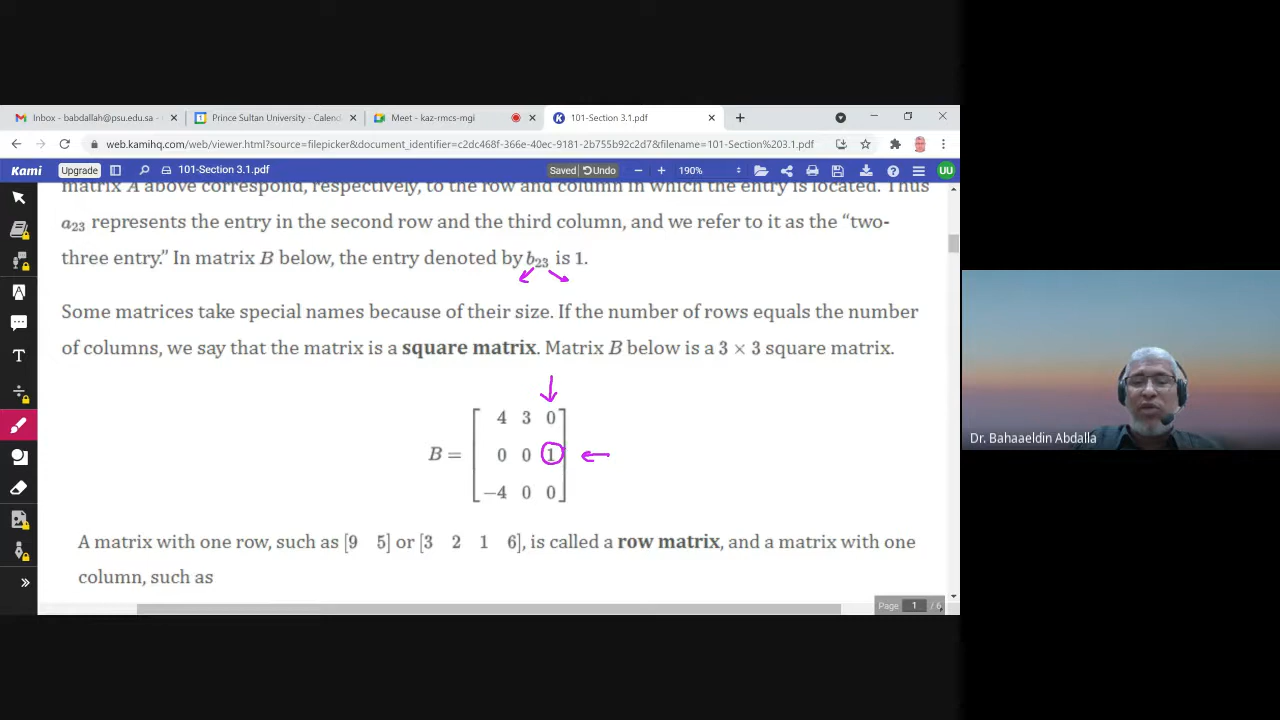 Inbox - babdallah@psu.edu.sa -
Prince Sultan University - Calend
Meet - kaz-rmcs-mgi
101-Section 3.1.pdf
web.kamihq.com/web/viewer.html?source=filepicker&document_identifier=c2dc468f-366e-40ec-9181-2b755b92c2d7&filename=101-Section%203.1.pdf
Kami Upgrade 101-Section 3.1.pdf Saved Undo 190% UU
matrix A above correspond, respectively, to the row and column in which the entry is located. Thus
a₂₃ represents the entry in the second row and the third column, and we refer to it as the “two-
three entry.” In matrix B below, the entry denoted by b₂₃ is 1.
Some matrices take special names because of their size. If the number of rows equals the number
of columns, we say that the matrix is a square matrix. Matrix B below is a 3 × 3 square matrix.
4 3 0
B = 0 0 1
−4 0 0
A matrix with one row, such as [9 5] or [3 2 1 6], is called a row matrix, and a matrix with one
column, such as
Page 1 / 6
Dr. Bahaaeldin Abdalla